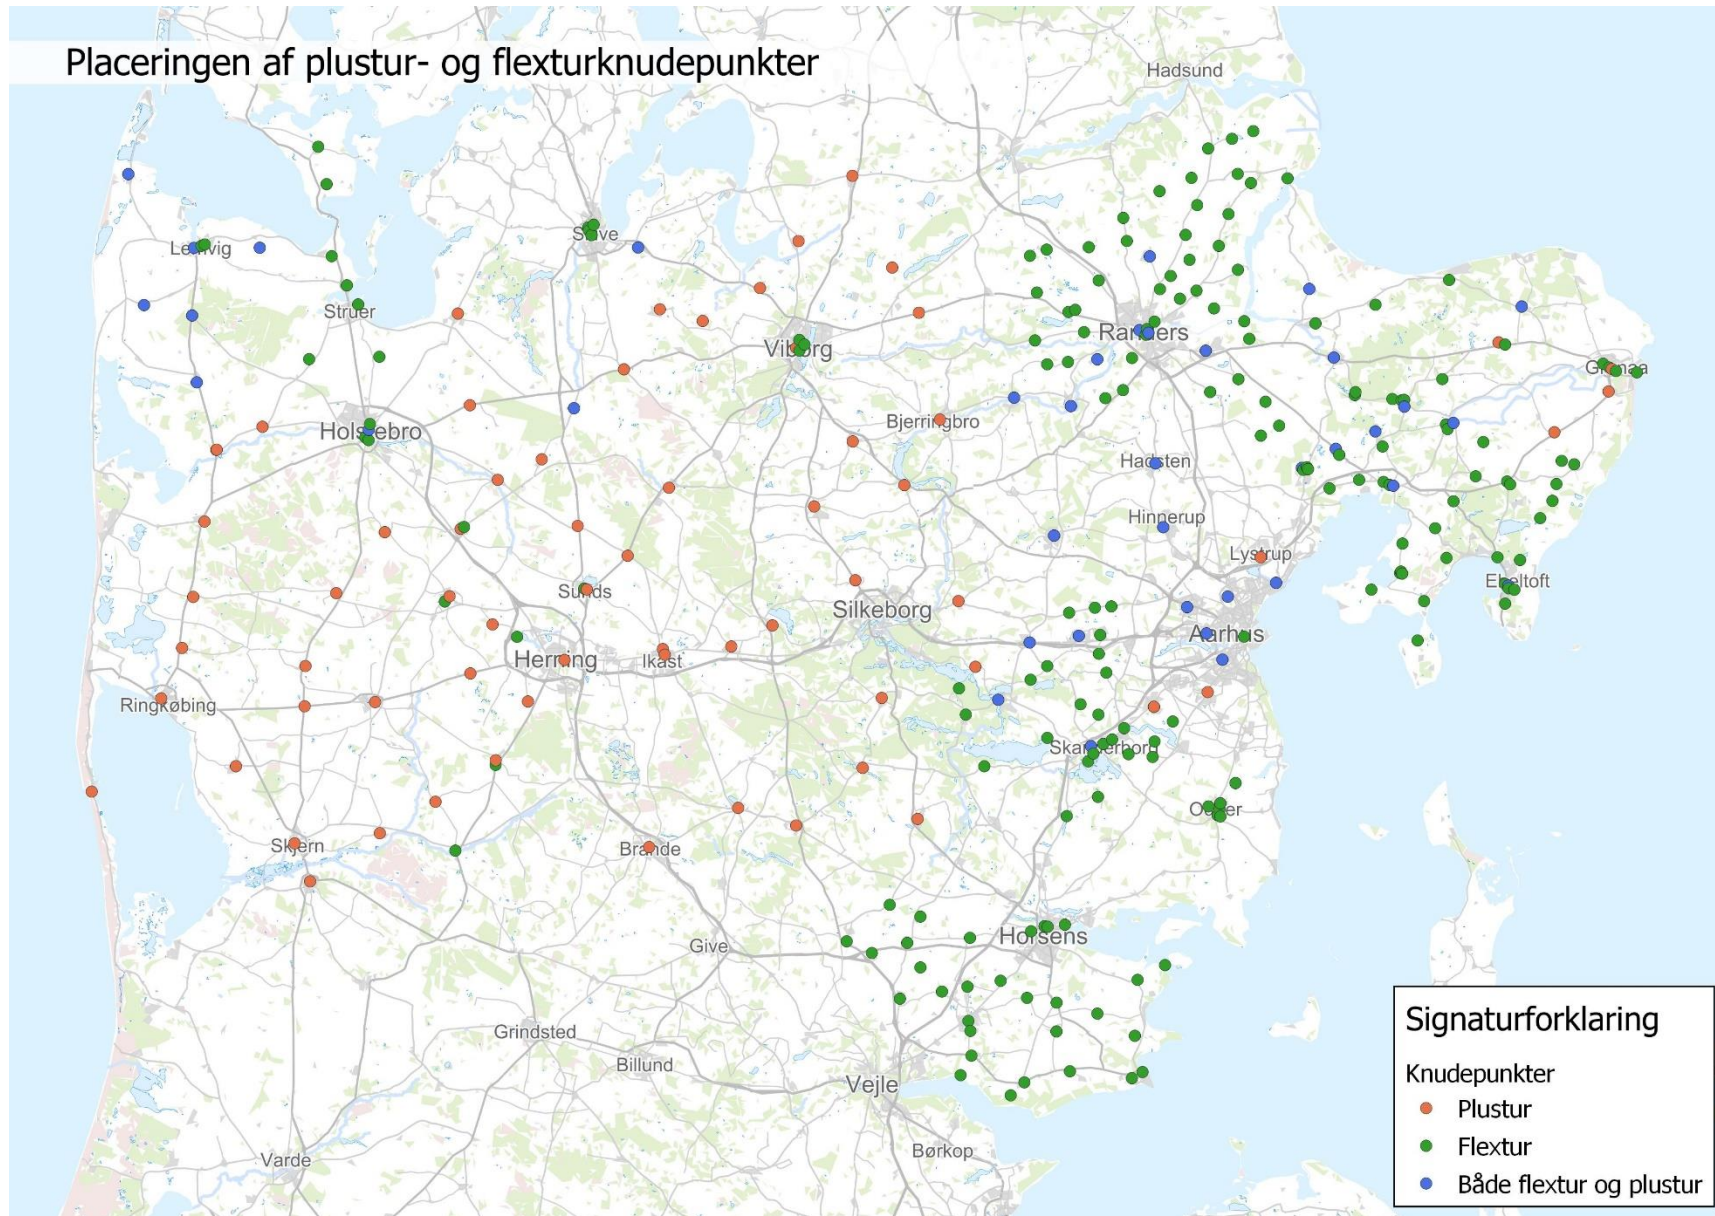 Placeringen af plustur- og flexturknudepunkter
Hadsund
Skive
Lemvig
Struer
Randers
Viborg
Grenaa
Holstebro
Bjerringbro
Hadsten
Hinnerup
Lystrup
Sunds
Ebeltoft
Silkeborg
Aarhus
Herning
Ikast
Ringkøbing
Skanderborg
Odder
Skjern
Brande
Horsens
Give
Grindsted
Billund
Vejle
Børkop
Varde
Signaturforklaring
Knudepunkter
Plustur
Flextur
Både flextur og plustur